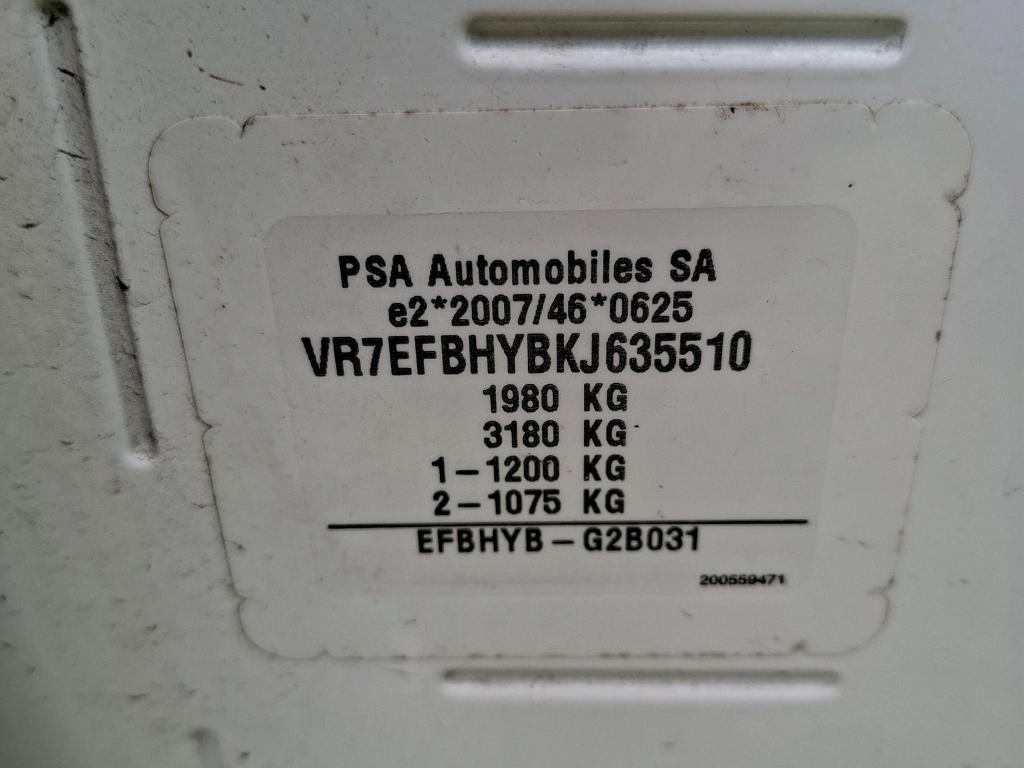 PSA Automobiles SA
e2*2007/46*0625
VR7EFBHYBKJ635510
1980 KG
3180 KG
1-1200 KG
2-1075 KG
EFBHYB-G2B031
200559471